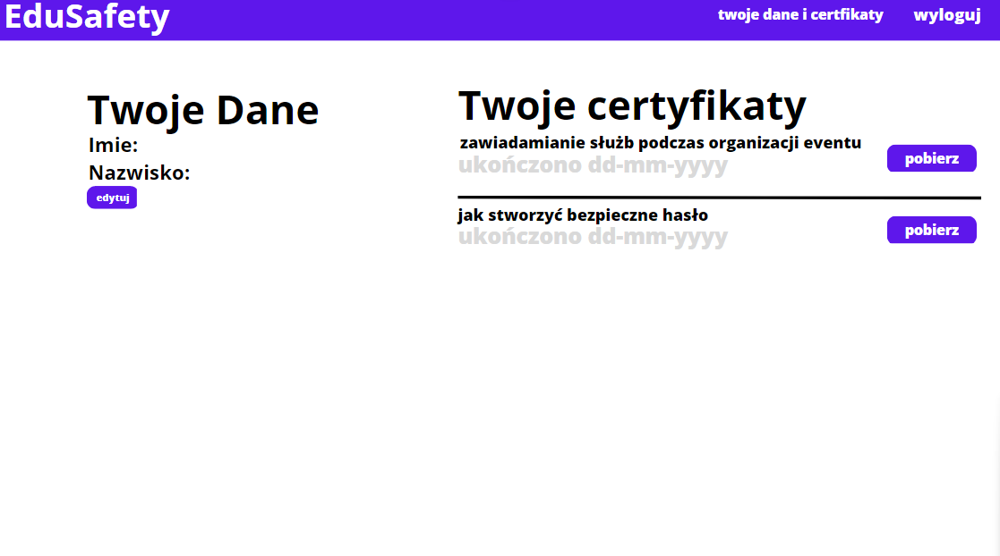 EduSafety
twoje dane i certfikaty
wyloguj
Twoje Dane
Imie:
Nazwisko:
edytuj
Twoje certyfikaty
zawiadamianie służb podczas organizacji eventu
ukończono dd-mm-yyyy
pobierz
jak stworzyć bezpieczne hasło
ukończono dd-mm-yyyy
pobierz